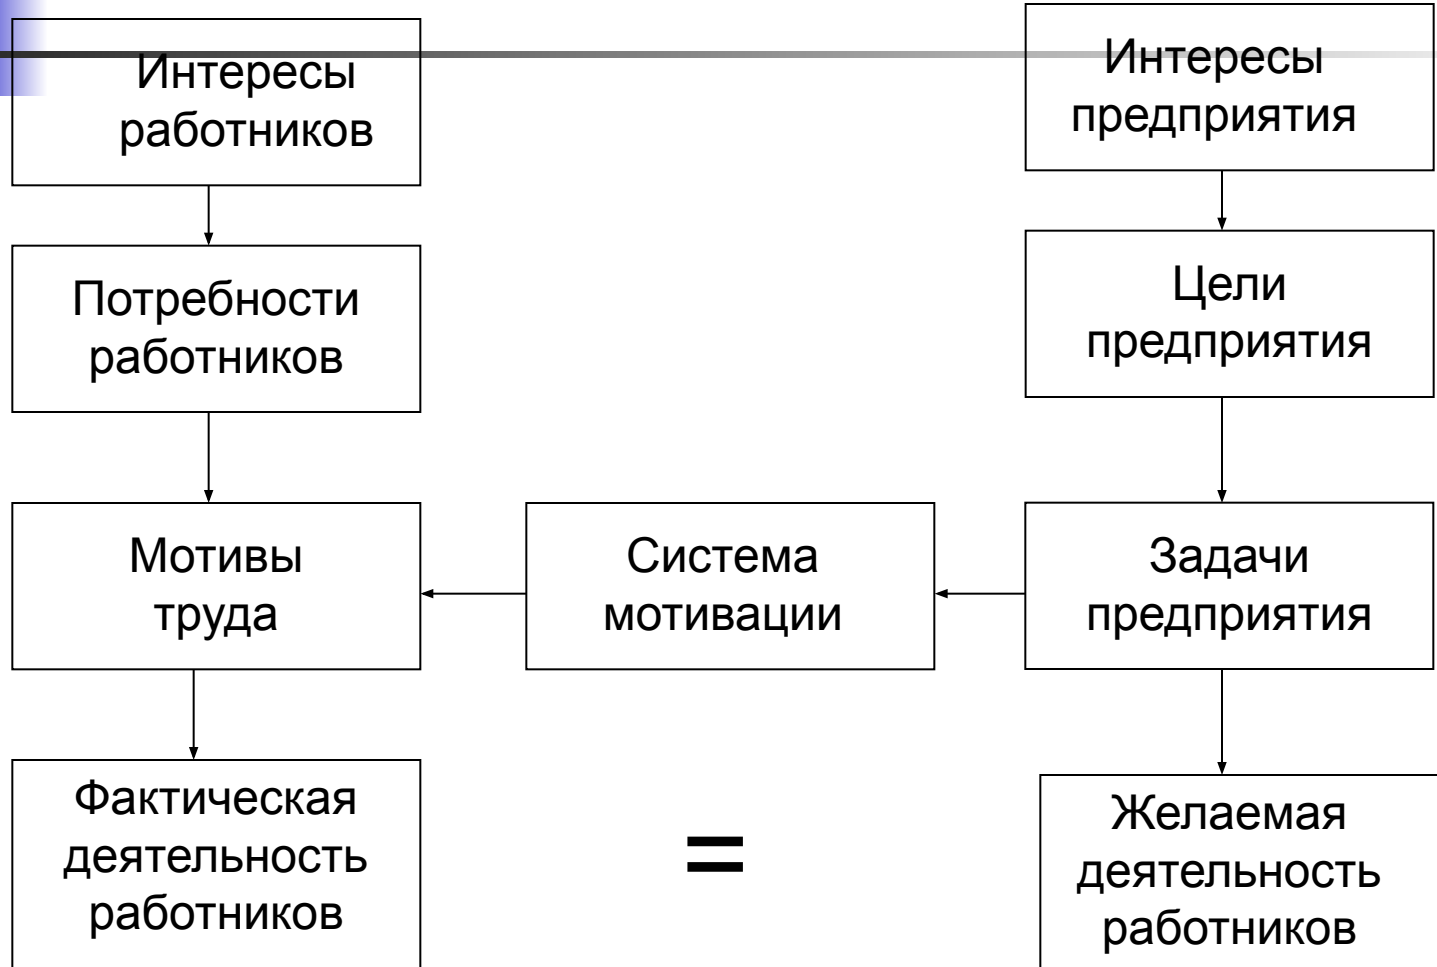 Интересы
работников
Интересы
предприятия
Потребности
работников
Цели
предприятия
Мотивы
труда
Система
мотивации
Задачи
предприятия
Фактическая
деятельность
работников
=
Желаемая
деятельность
работников